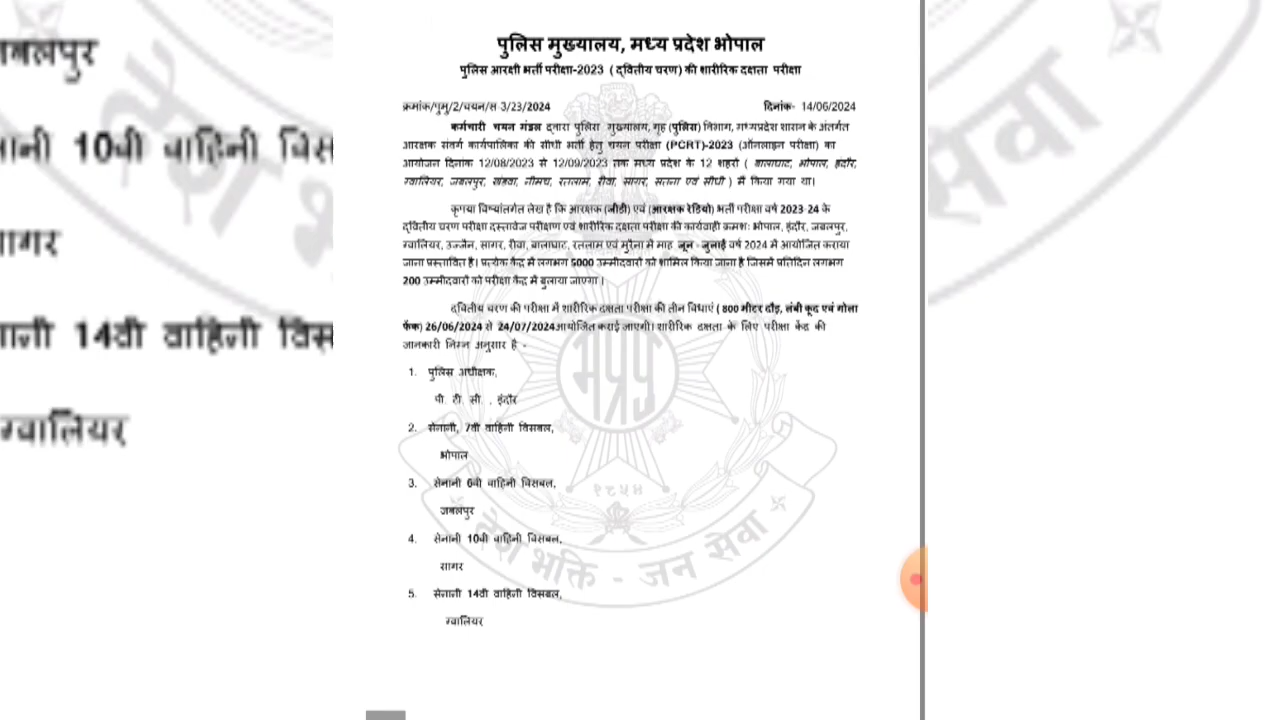 पुलिस मुख्यालय, मध्य प्रदेश भोपाल
पुलिस आरक्षी भर्ती परीक्षा-2023 ( द्वितीय चरण) की शारीरिक दक्षता परीक्षा
क्रमांक/पुमु/2/चयन/स 3/23/2024 दिनांक- 14/06/2024
कर्मचारी चयन मंडल द्वारा पुलिस मुख्यालय, गृह (पुलिस) विभाग, मध्यप्रदेश शासन के अंतर्गत
आरक्षक संवर्ग कार्यपालिका की सीधी भर्ती हेतु चयन परीक्षा (PCRT)-2023 (ऑनलाइन परीक्षा) का
आयोजन दिनांक 12/08/2023 से 12/09/2023 तक मध्य प्रदेश के 12 शहरो ( बालाघाट, भोपाल, इंदौर,
ग्वालियर, जबलपुर, खंडवा, नीमच, रतलाम, रीवा, सागर, सतना एवं सीधी ) में किया गया था।
कृपया विषयांतर्गत लेख है कि आरक्षक (जीडी) एवं (आरक्षक रेडियो) भर्ती परीक्षा वर्ष 2023-24 के
द्वितीय चरण परीक्षा दस्तावेज परीक्षण एवं शारीरिक दक्षता परीक्षा की कार्यवाही क्रमशः भोपाल, इंदौर, जबलपुर,
ग्वालियर, उज्जैन, सागर, रीवा, बालाघाट, रतलाम एवं मुरैना में माह जून - जुलाई वर्ष 2024 में आयोजित कराया
जाना प्रस्तावित है। प्रत्येक केंद्र में लगभग 5000 उम्मीदवारों को शामिल किया जाना है जिसमे प्रतिदिन लगभग
200 उम्मीदवारों को परीक्षा केंद्र में बुलाया जाएगा ।
द्वितीय चरण की परीक्षा में शारीरिक दक्षता परीक्षा की तीन विधाएं ( 800 मीटर दौड़, लंबी कूद एवं गोला
फेंक) 26/06/2024 से 24/07/2024आयोजित कराई जाएगी। शारीरिक दक्षता के लिए परीक्षा केंद्र की
जानकारी निम्न अनुसार है -
1. पुलिस अधीक्षक,
पी. टी. सी. , इंदौर
2. सेनानी, 7वी वाहिनी विसबल,
भोपाल
3. सेनानी 6वी वाहिनी विसबल,
जबलपुर
4. सेनानी 10वी वाहिनी विसबल,
सागर
5. सेनानी 14वी वाहिनी विसबल,
ग्वालियर
मप्रपु
१९५४
देश भक्ति - जन सेवा